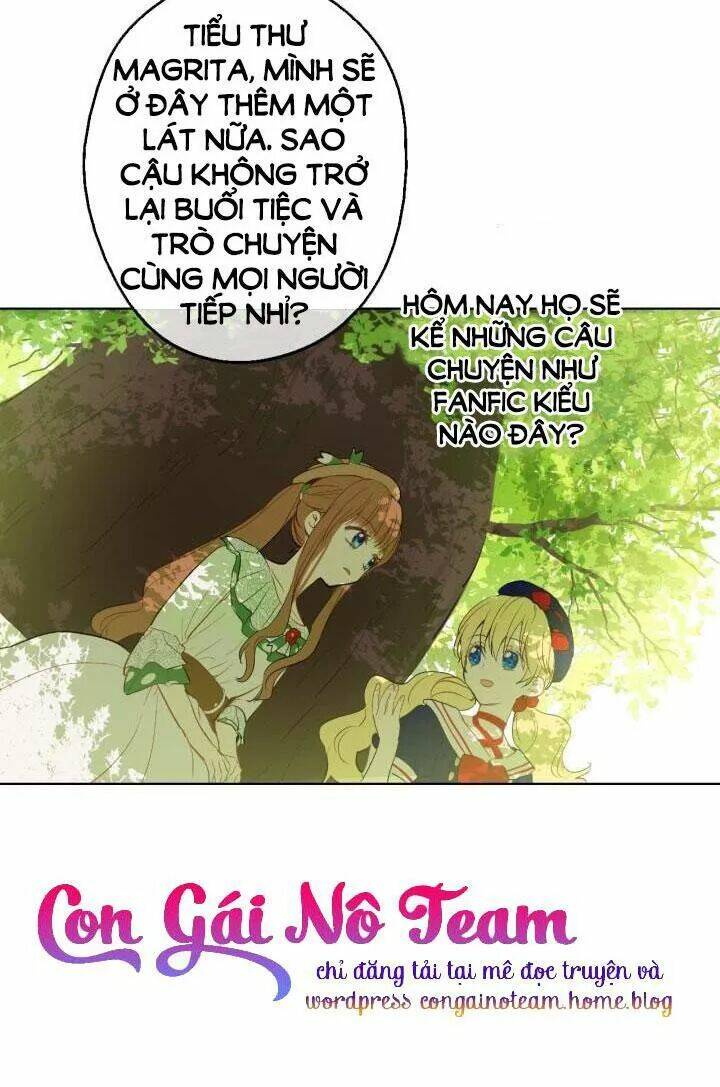 TIỂU THƯ
MAGRITA, MÌNH SẼ
Ở ĐÂY THÊM MỘT
LÁT NỮA. SAO
CẬU KHÔNG TRỞ
LẠI BUỔI TIỆC VÀ
TRÒ CHUYỆN
CÙNG MỌI NGƯỜI
TIẾP NHỈ?
HÔM NAY HỌ SẼ
KỂ NHỮNG CÂU
CHUYỆN NHƯ
FANFIC KIỂU
NÀO ĐÂY?
Con Gái Nô Team
chỉ đăng tải tại mê đọc truyện và
wordpress congainoteam.home.blog